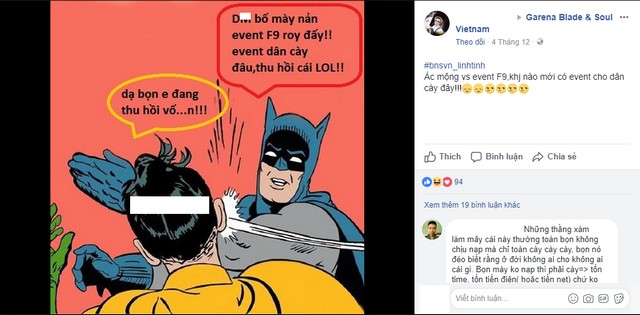 D bố mày nản
event F9 roy đấy!!
event dân cày
đâu,thu hồi cái LOL!!
dạ bọn e đang
thu hồi vố...n!!!
Vietnam
Garena Blade & Soul
Theo dõi · 4 Tháng 12 ·
#bnsvn_linhtinh
Ác mộng vs event F9,khj nào mới có event cho dân
cày đây!!!
Thích
Bình luận
Chia sẻ
94
Xem thêm 19 bình luận khác
Những thằng xàm
làm mấy cái này thường toàn bọn không
chịu nạp mà chỉ toàn cày cày cày, bọn nó
đéo biết rằng ở đời không ai cho không ai
cái gì. Bọn mày ko nạp thì phải cày=> tốn
time, tốn tiền điện( hoặc tiền net) chứ ko
Viết bình luận...
GIF